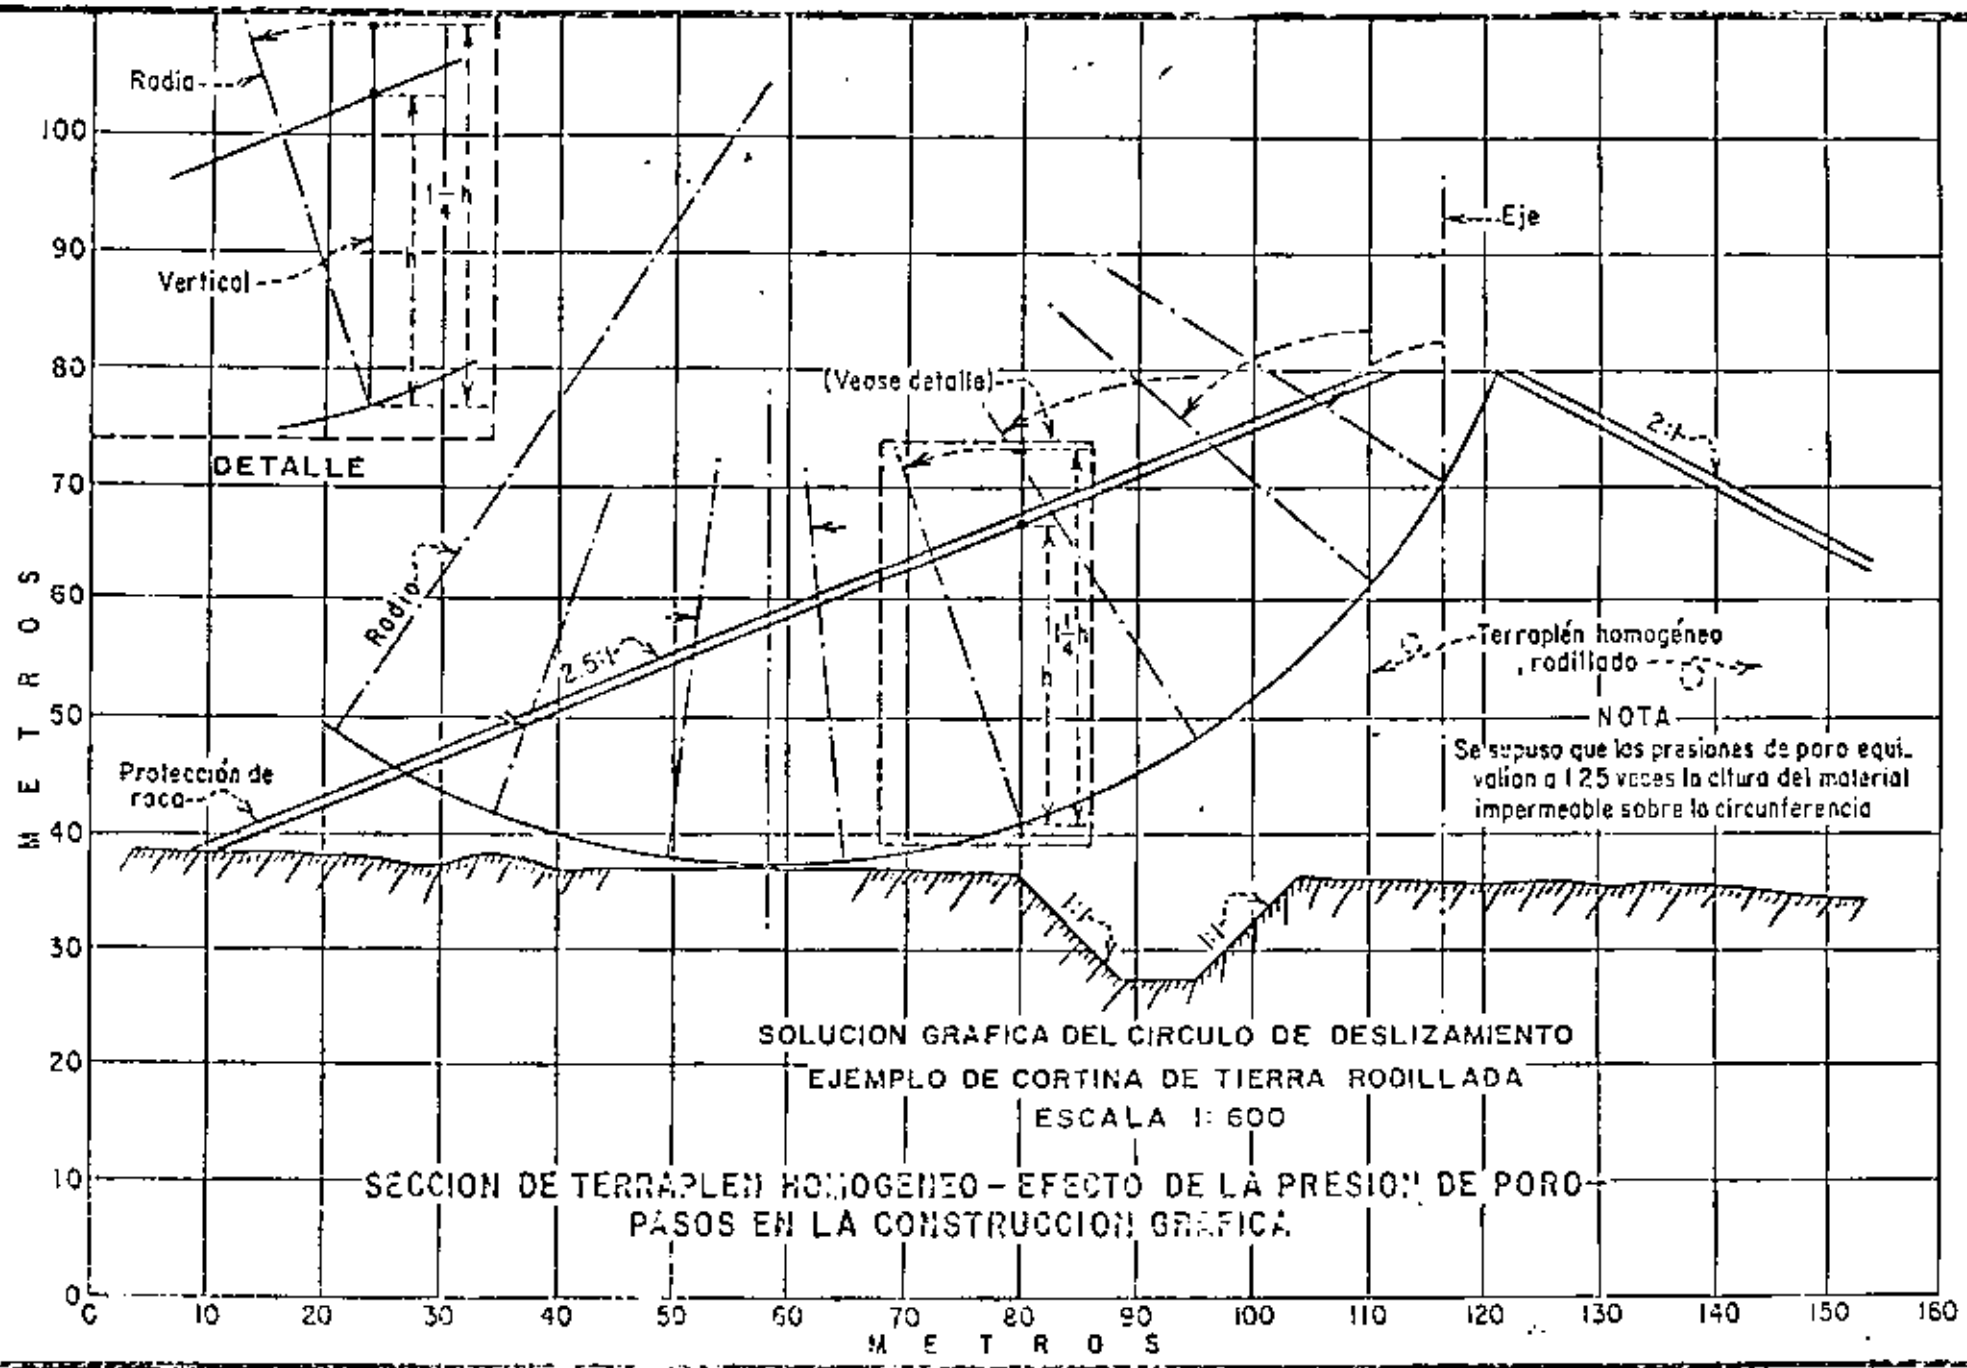 Radio
Vertical
1 1/4 h
h
DETALLE
100
90
80
70
60
50
40
30
20
10
0
METROS
Eje
(Vease detalle)
2:1
Radio
2.5:1
1 1/4 h
h
Terraplén homogéneo
rodillado
NOTA
Se supuso que las presiones de poro equi-
valian a 1.25 veces la altura del material
impermeable sobre la circunferencia
Protección de
roca
1:1
1:1
SOLUCION GRAFICA DEL CIRCULO DE DESLIZAMIENTO
EJEMPLO DE CORTINA DE TIERRA RODILLADA
ESCALA 1:600
SECCION DE TERRAPLEN HOMOGENEO - EFECTO DE LA PRESION DE PORO
PASOS EN LA CONSTRUCCION GRAFICA
0 10 20 30 40 50 60 70 80 90 100 110 120 130 140 150 160
METROS